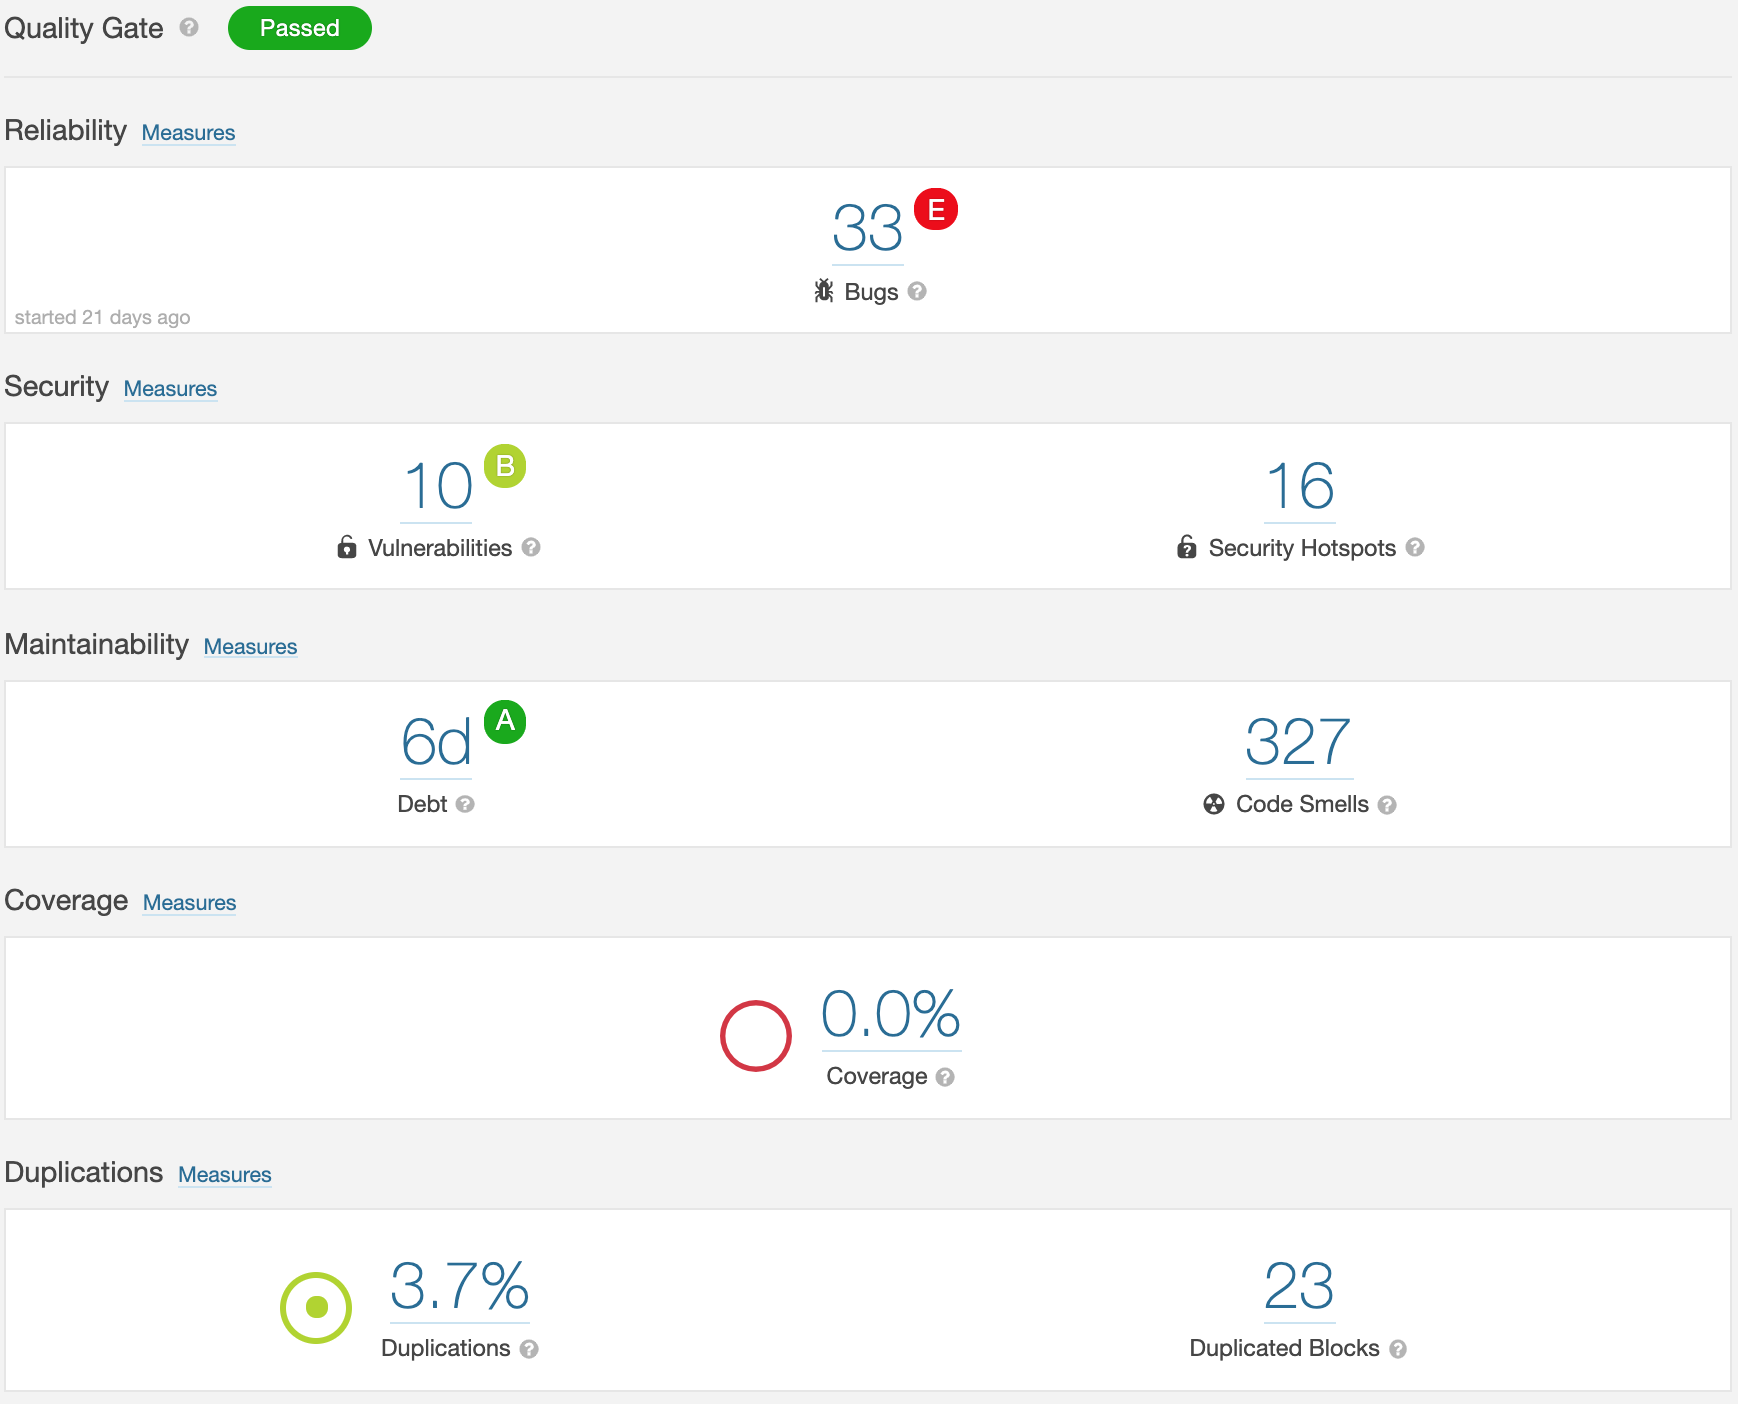 Quality Gate ? Passed
Reliability Measures
33 E
Bugs ?
started 21 days ago
Security Measures
10 B
Vulnerabilities ?
16
? Security Hotspots ?
Maintainability Measures
6d A
Debt ?
327
Code Smells ?
Coverage Measures
0.0%
Coverage ?
Duplications Measures
3.7%
Duplications ?
23
Duplicated Blocks ?